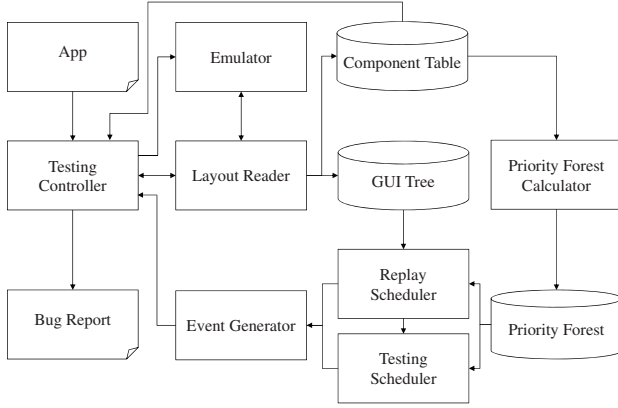 App
Emulator
Component Table
Testing
Controller
Layout Reader
GUI Tree
Priority Forest
Calculator
Bug Report
Event Generator
Replay
Scheduler
Priority Forest
Testing
Scheduler